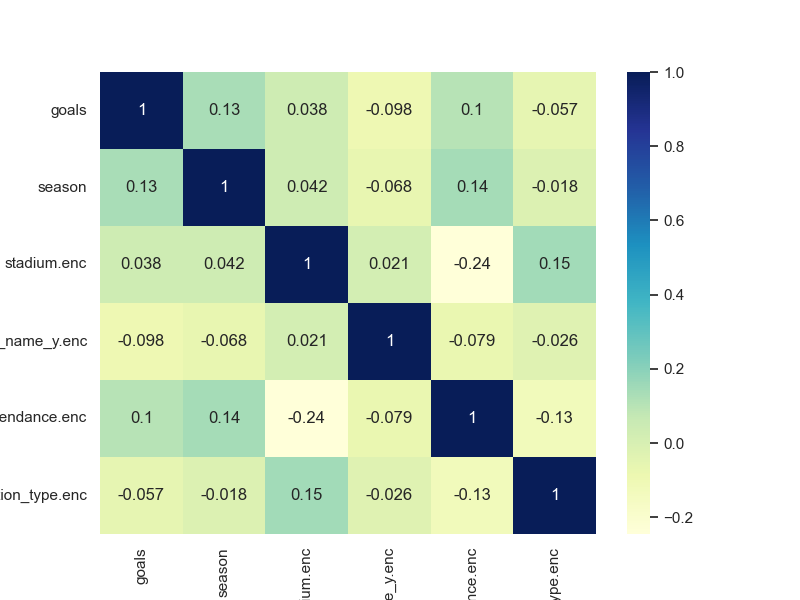 goals 1 0.13 0.038 -0.098 0.1 -0.057
season 0.13 1 0.042 -0.068 0.14 -0.018
stadium.enc 0.038 0.042 1 0.021 -0.24 0.15
_name_y.enc -0.098 -0.068 0.021 1 -0.079 -0.026
endance.enc 0.1 0.14 -0.24 -0.079 1 -0.13
tion_type.enc -0.057 -0.018 0.15 -0.026 -0.13 1
goals
season
ium.enc
e_y.enc
nce.enc
ype.enc
1.0
0.8
0.6
0.4
0.2
0.0
−0.2